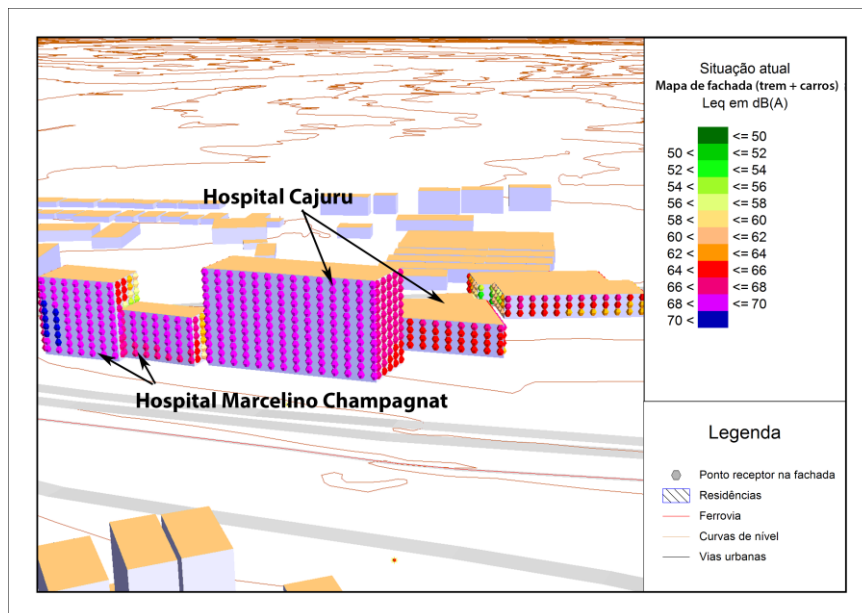 Hospital Cajuru
Hospital Marcelino Champagnat
Situação atual
Mapa de fachada (trem + carros)
Leq em dB(A)
<= 50
50 < <= 52
52 < <= 54
54 < <= 56
56 < <= 58
58 < <= 60
60 < <= 62
62 < <= 64
64 < <= 66
66 < <= 68
68 < <= 70
70 <
Legenda
Ponto receptor na fachada
Residências
Ferrovia
Curvas de nível
Vias urbanas